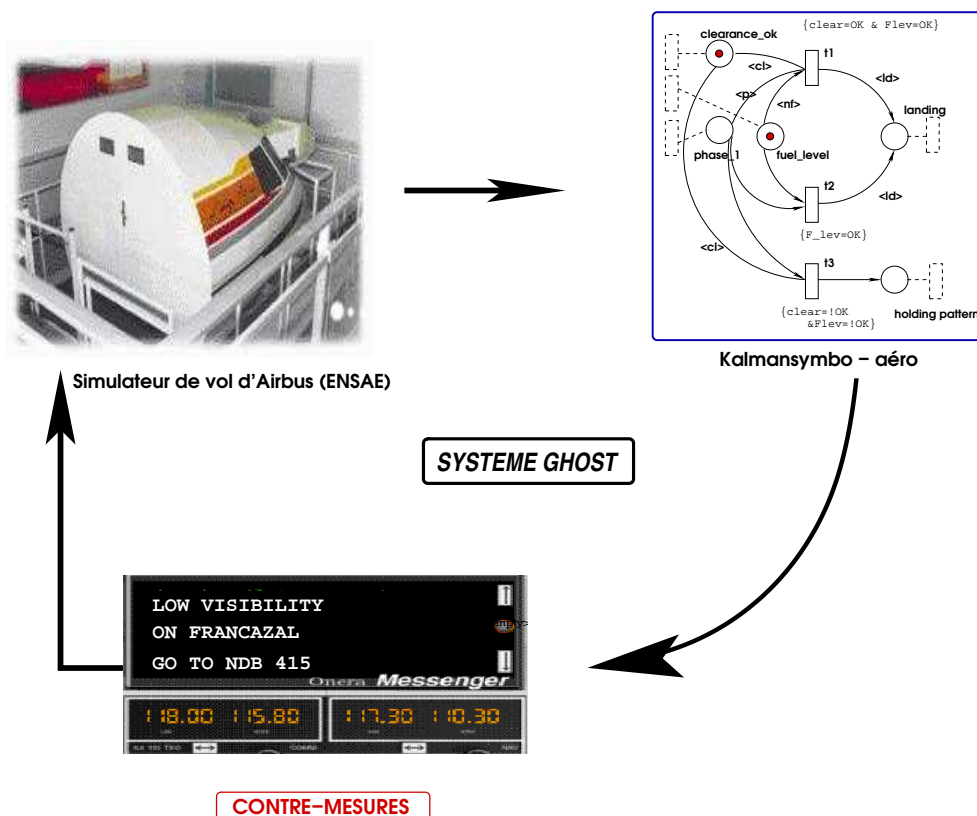 {clear=OK & Flev=OK}
clearance_ok
t1
<cl>
<ld>
<p>
<nf>
landing
phase_1
fuel_level
t2
<ld>
{F_lev=OK}
<cl>
t3
{clear=!OK
&Flev=!OK}
holding pattern
Kalmansymbo – aéro
Simulateur de vol d'Airbus (ENSAE)
SYSTEME GHOST
LOW VISIBILITY
ON FRANCAZAL
GO TO NDB 415
Onera Messenger
118.00 115.80 117.30 110.30
COMM NAV
CONTRE–MESURES